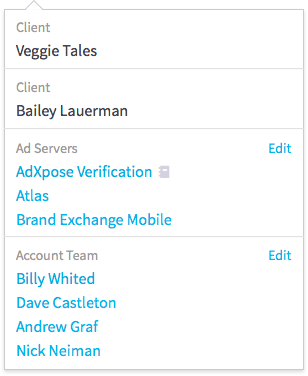 Client
Veggie Tales
Client
Bailey Lauerman
Ad Servers Edit
AdXpose Verification
Atlas
Brand Exchange Mobile
Account Team Edit
Billy Whited
Dave Castleton
Andrew Graf
Nick Neiman